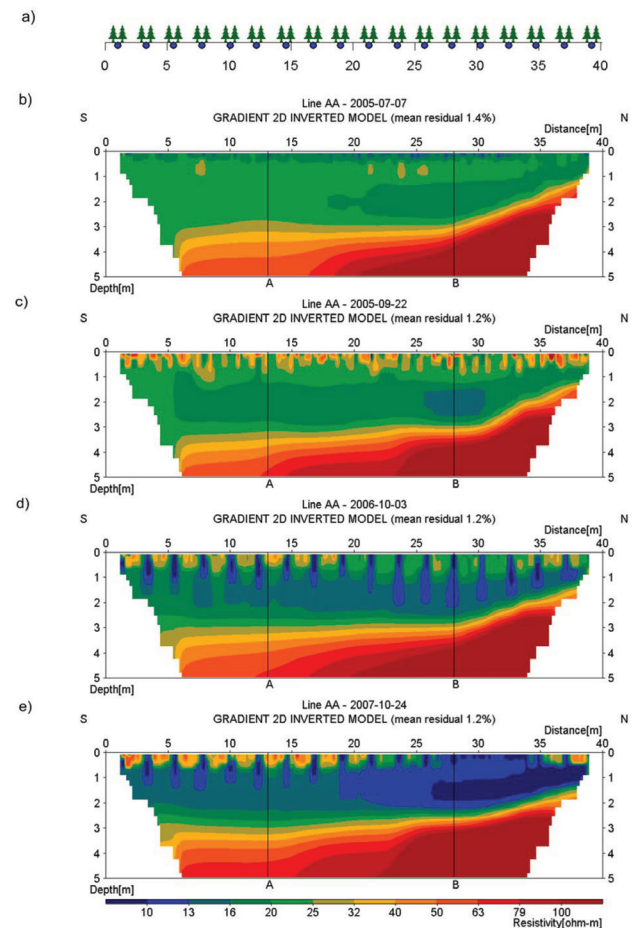 a)
0 5 10 15 20 25 30 35 40
b)
Line AA - 2005-07-07
S GRADIENT 2D INVERTED MODEL (mean residual 1.4%) N
Distance[m]
0 5 10 15 20 25 30 35 40
0 0
1 1
2 2
3 3
4 4
5 5
Depth[m] A B
c)
Line AA - 2005-09-22
S GRADIENT 2D INVERTED MODEL (mean residual 1.2%) N
Distance[m]
0 5 10 15 20 25 30 35 40
0 0
1 1
2 2
3 3
4 4
5 5
Depth[m] A B
d)
Line AA - 2006-10-03
S GRADIENT 2D INVERTED MODEL (mean residual 1.2%) N
Distance[m]
0 5 10 15 20 25 30 35 40
0 0
1 1
2 2
3 3
4 4
5 5
Depth[m] A B
e)
Line AA - 2007-10-24
S GRADIENT 2D INVERTED MODEL (mean residual 1.2%) N
Distance[m]
0 5 10 15 20 25 30 35 40
0 0
1 1
2 2
3 3
4 4
5 5
Depth[m] A B
10 13 16 20 25 32 40 50 63 79 100
Resistivity[ohm-m]